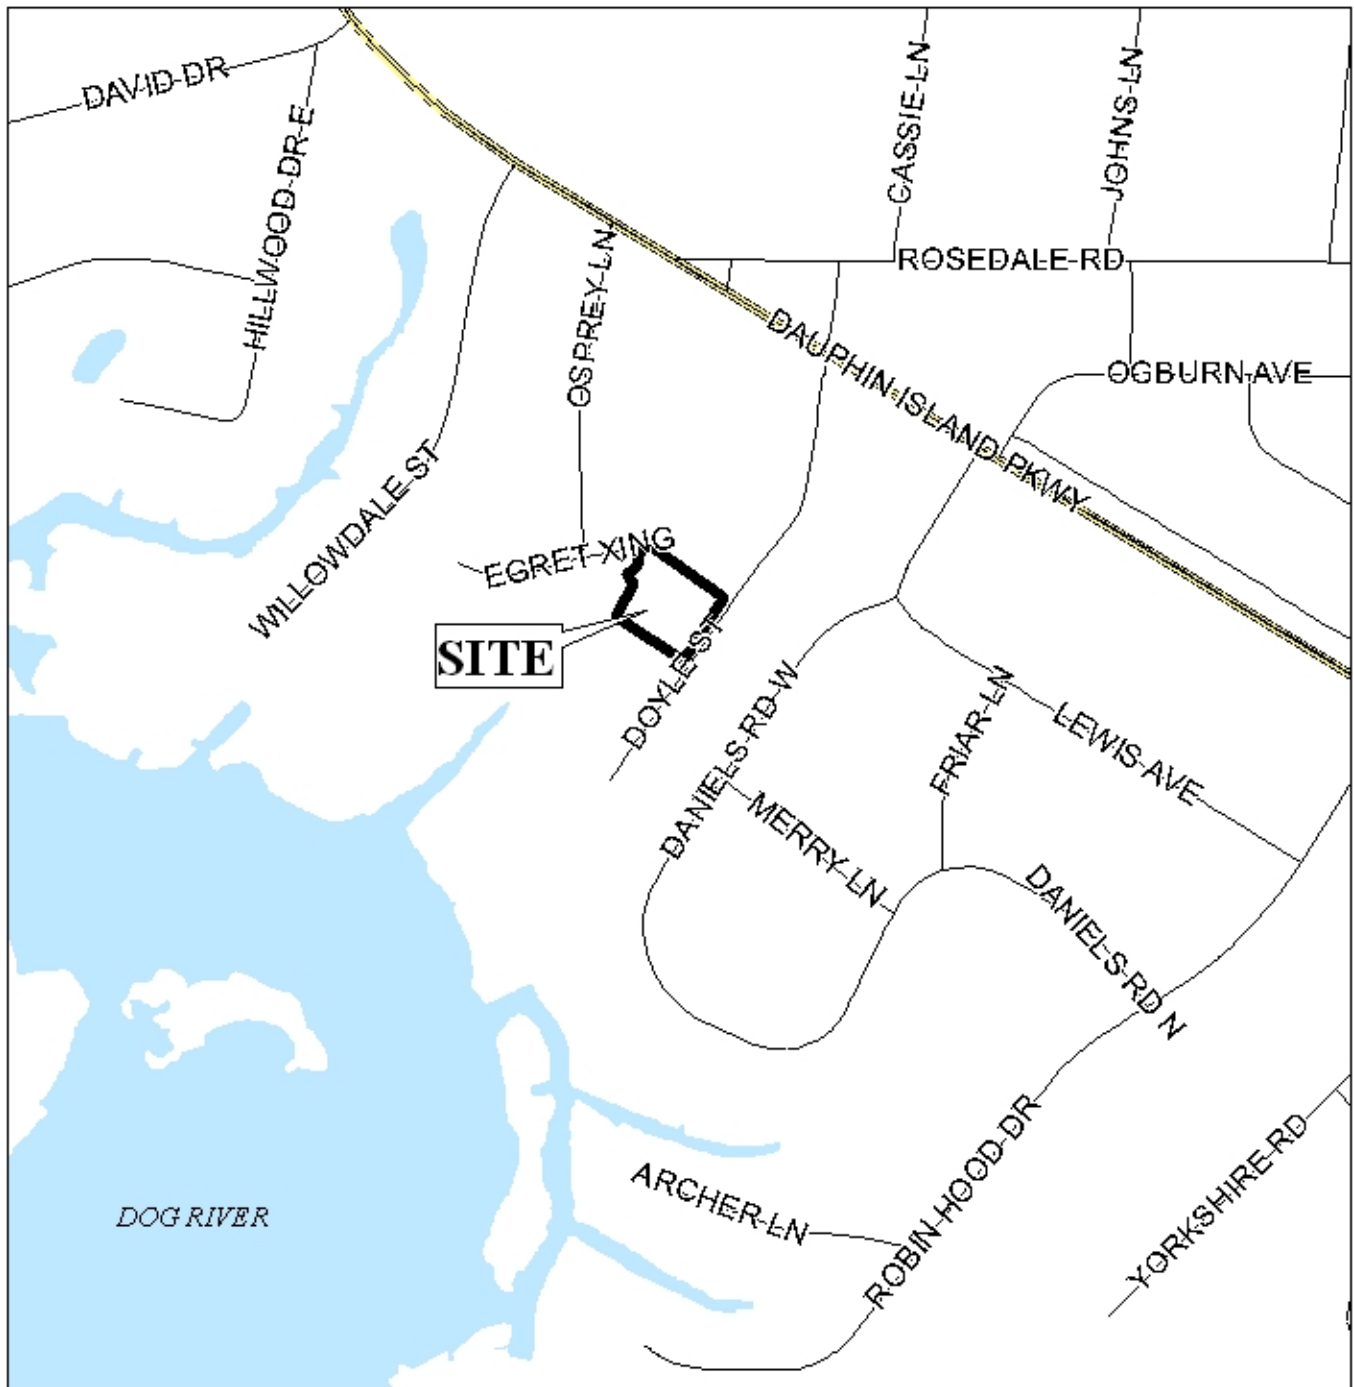 DAVID DR
HILLWOOD DR E
GASSIE LN
JOHNS LN
ROSEDALE RD
OSPREY LN
DAUPHIN ISLAND PKWY
OGBURN AVE
WILLOWDALE ST
EGRET XING
SITE
DOYLE ST
DANIELS RD W
FRIAR LN
LEWIS AVE
MERRY LN
DANIELS RD N
ARCHER LN
ROBIN HOOD DR
YORKSHIRE RD
DOG RIVER